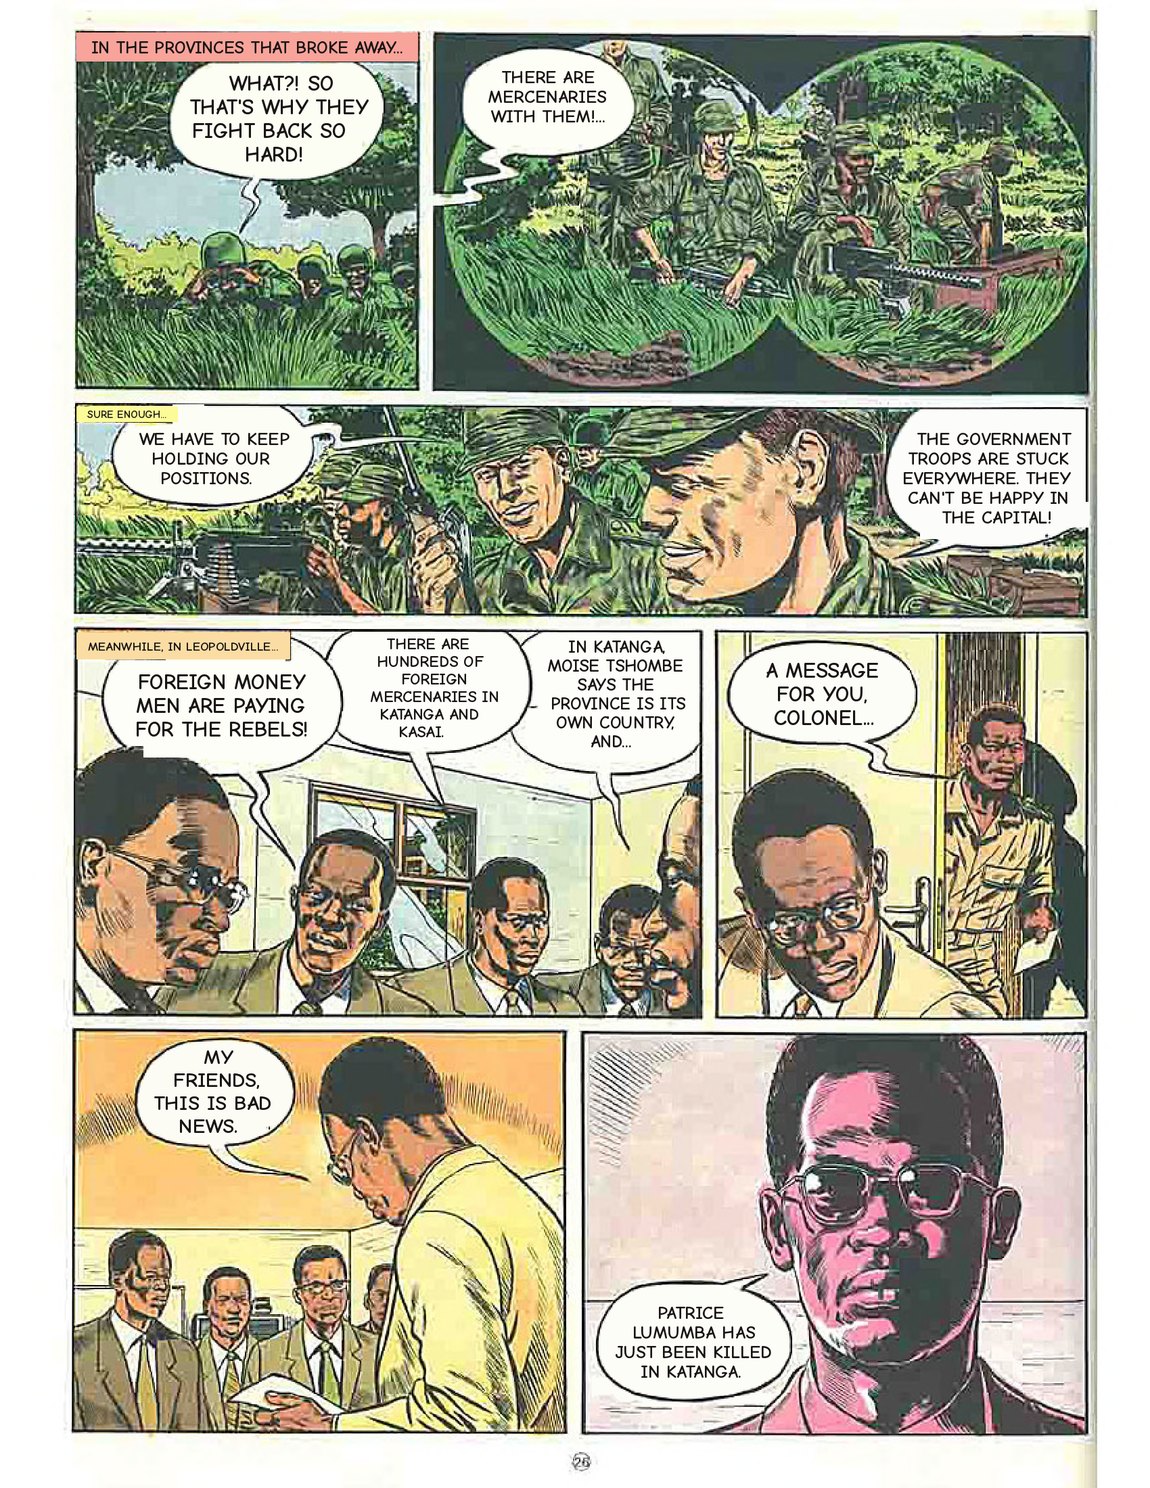 IN THE PROVINCES THAT BROKE AWAY...
WHAT?! SO
THAT'S WHY THEY
FIGHT BACK SO
HARD!
THERE ARE
MERCENARIES
WITH THEM!...
SURE ENOUGH...
WE HAVE TO KEEP
HOLDING OUR
POSITIONS.
THE GOVERNMENT
TROOPS ARE STUCK
EVERYWHERE. THEY
CAN'T BE HAPPY IN
THE CAPITAL!
MEANWHILE, IN LEOPOLDVILLE...
FOREIGN MONEY
MEN ARE PAYING
FOR THE REBELS!
THERE ARE
HUNDREDS OF
FOREIGN
MERCENARIES IN
KATANGA AND
KASAI.
IN KATANGA,
MOISE TSHOMBE
SAYS THE
PROVINCE IS ITS
OWN COUNTRY,
AND...
A MESSAGE
FOR YOU,
COLONEL...
MY
FRIENDS,
THIS IS BAD
NEWS.
PATRICE
LUMUMBA HAS
JUST BEEN KILLED
IN KATANGA.
26